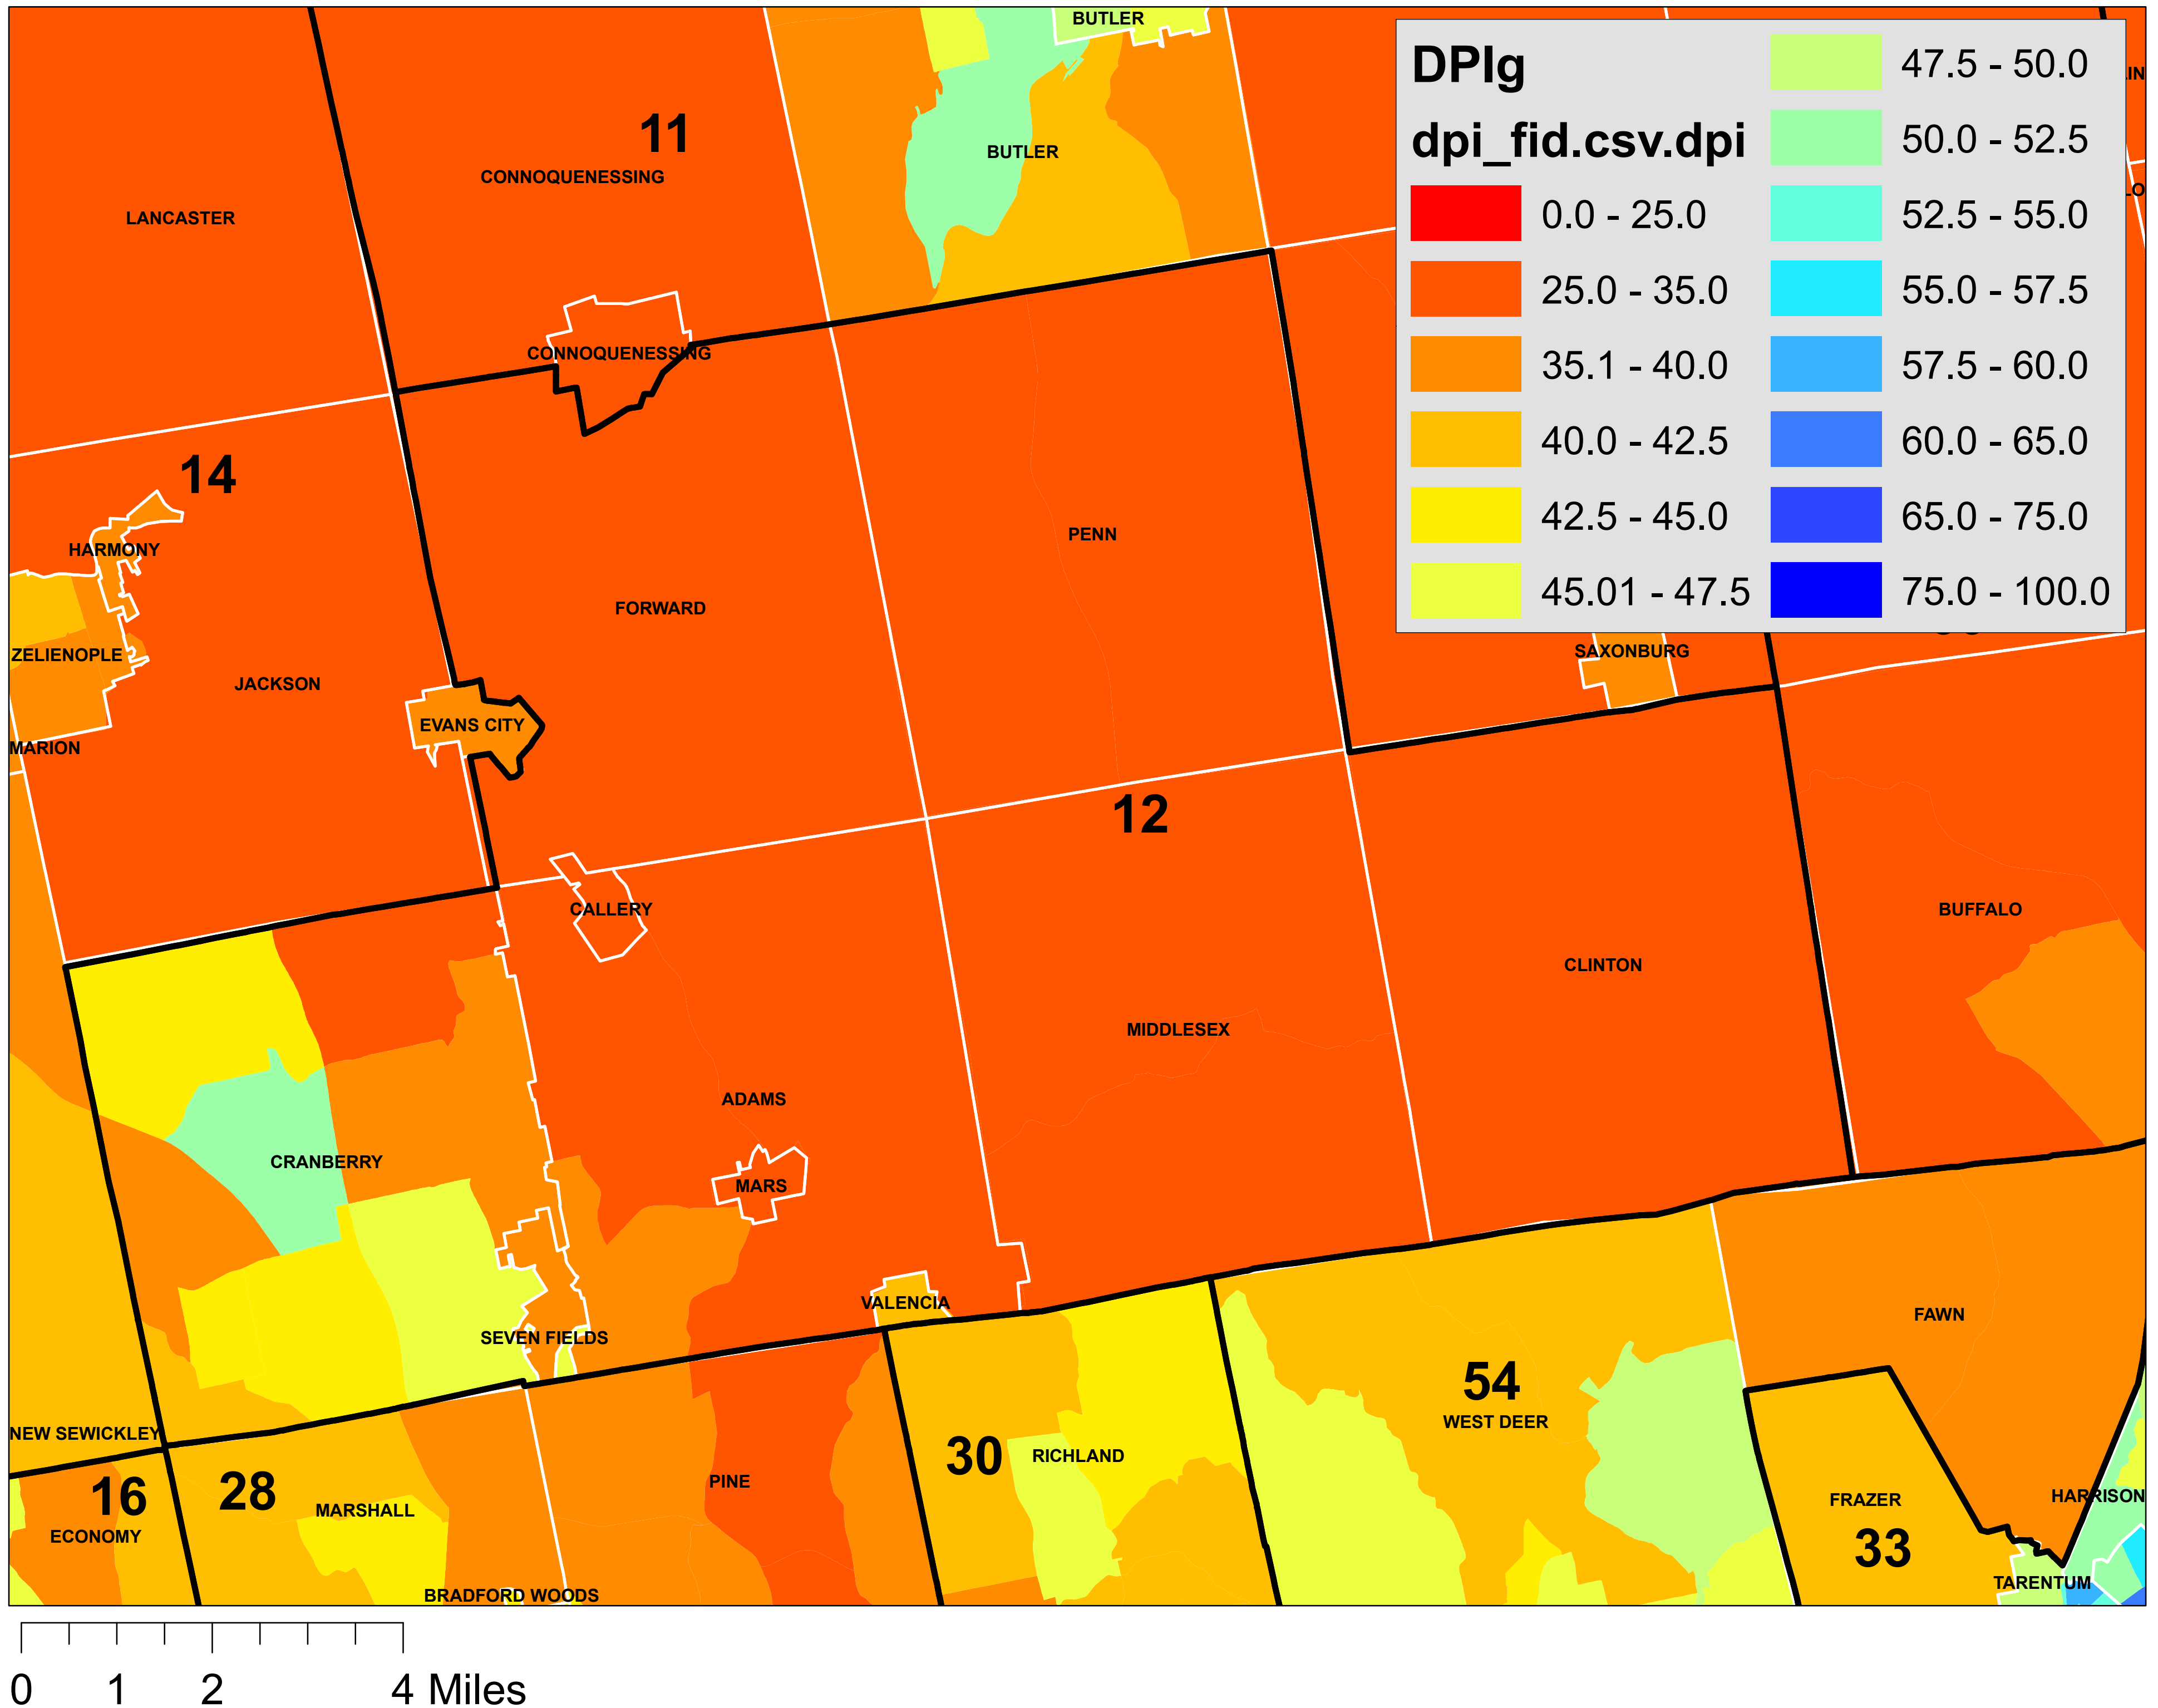 BUTLER
DPIg
dpi_fid.csv.dpi
0.0 - 25.0
25.0 - 35.0
35.1 - 40.0
40.0 - 42.5
42.5 - 45.0
45.01 - 47.5
47.5 - 50.0
50.0 - 52.5
52.5 - 55.0
55.0 - 57.5
57.5 - 60.0
60.0 - 65.0
65.0 - 75.0
75.0 - 100.0
11
CONNOQUENESSING
BUTLER
LANCASTER
CONNOQUENESSING
14
HARMONY
PENN
FORWARD
ZELIENOPLE
SAXONBURG
JACKSON
EVANS CITY
MARION
12
CALLERY
BUFFALO
CLINTON
MIDDLESEX
ADAMS
CRANBERRY
MARS
VALENCIA
FAWN
SEVEN FIELDS
54
WEST DEER
NEW SEWICKLEY
30
RICHLAND
PINE
16
28
MARSHALL
FRAZER
HARRISON
ECONOMY
33
TARENTUM
BRADFORD WOODS
0 1 2 4 Miles